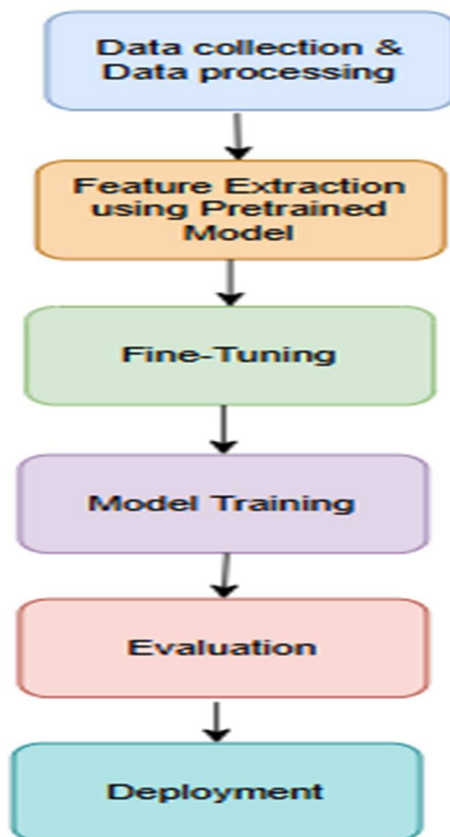 Data collection &
Data processing
Feature Extraction
using Pretrained
Model
Fine-Tuning
Model Training
Evaluation
Deployment